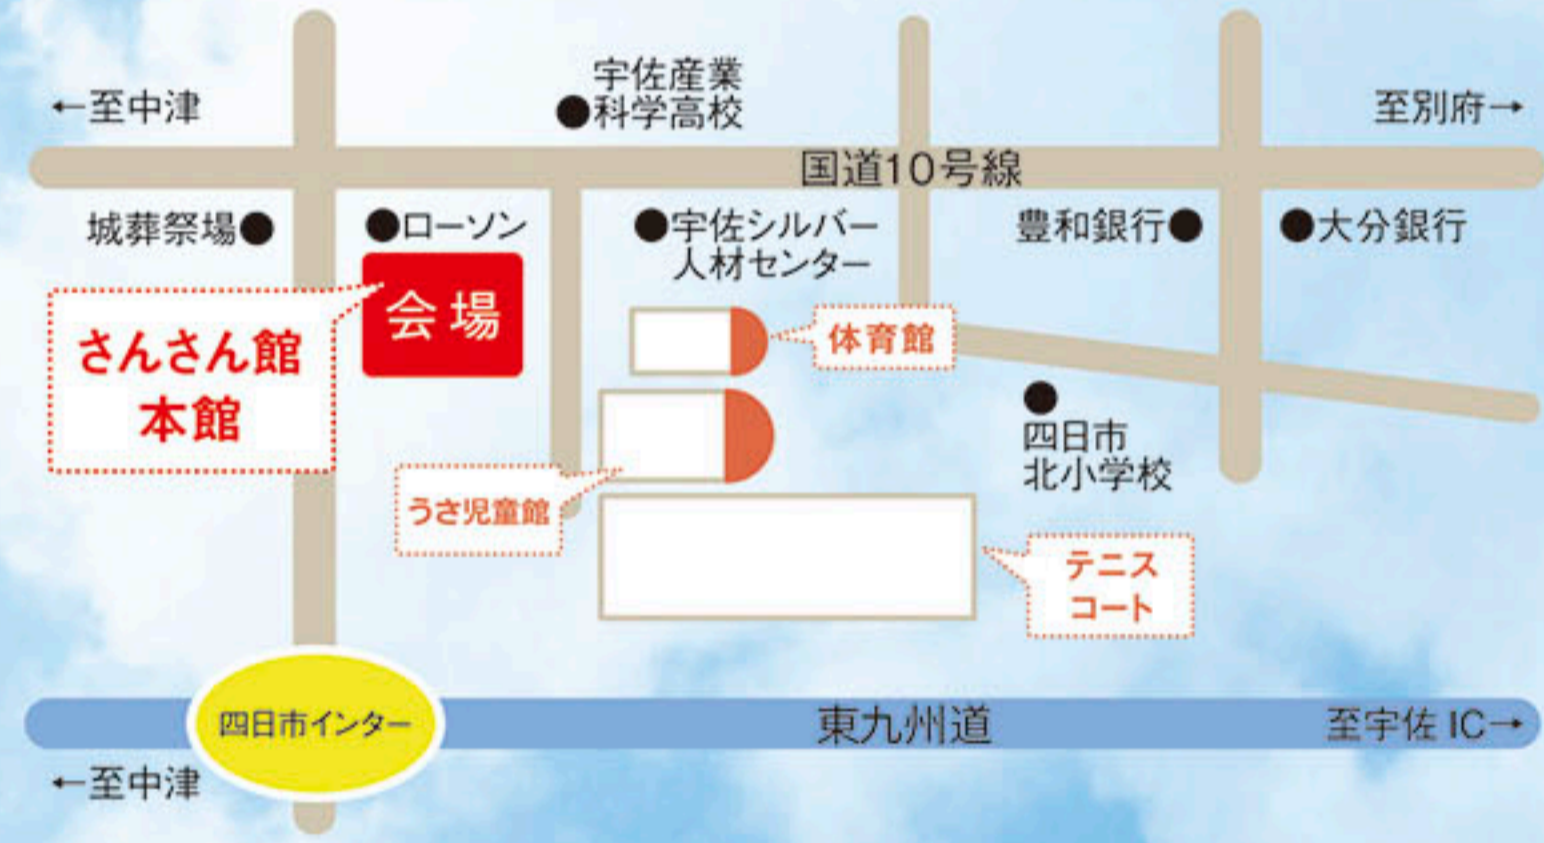 ←至中津
宇佐産業
科学高校
至別府→
国道10号線
城葬祭場
ローソン
宇佐シルバー
人材センター
豊和銀行
大分銀行
さんさん館
本館
会場
体育館
四日市
北小学校
うさ児童館
テニス
コート
四日市インター
東九州道
至宇佐IC→
←至中津